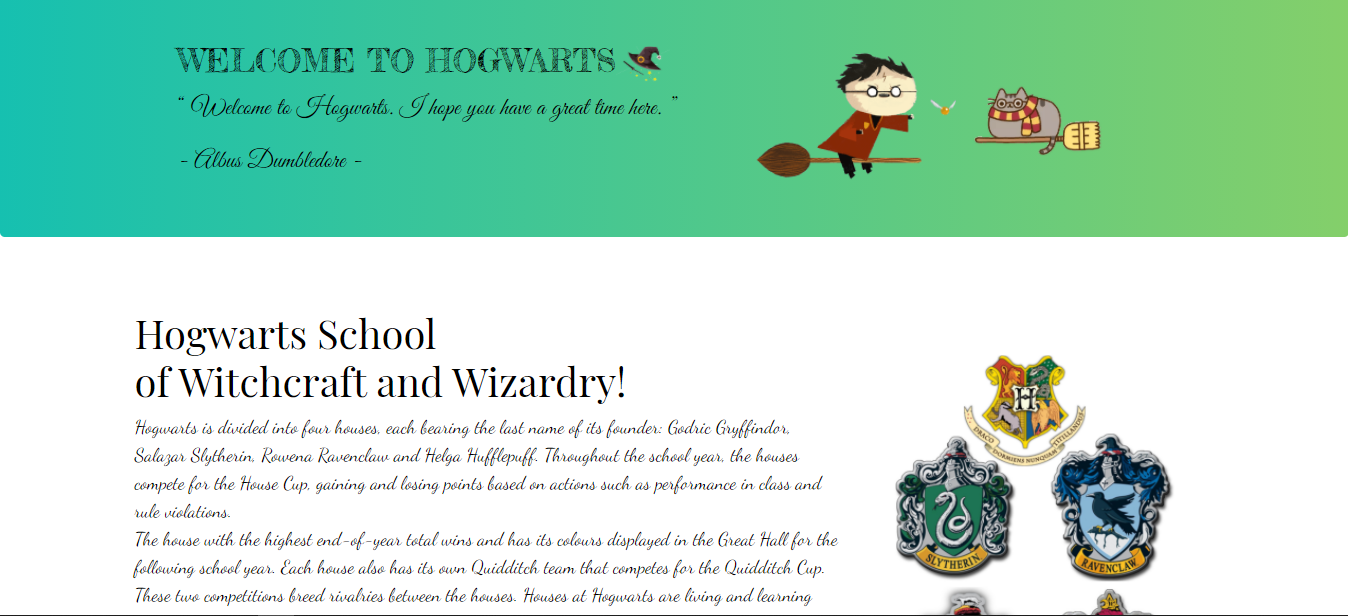 WELCOME TO HOGWARTS
“ Welcome to Hogwarts. I hope you have a great time here. ”
- Albus Dumbledore -
Hogwarts School
of Witchcraft and Wizardry!
Hogwarts is divided into four houses, each bearing the last name of its founder: Godric Gryffindor,
Salazar Slytherin, Rowena Ravenclaw and Helga Hufflepuff. Throughout the school year, the houses
compete for the House Cup, gaining and losing points based on actions such as performance in class and
rule violations.
The house with the highest end-of-year total wins and has its colours displayed in the Great Hall for the
following school year. Each house also has its own Quidditch team that competes for the Quidditch Cup.
These two competitions breed rivalries between the houses. Houses at Hogwarts are living and learning
H
DRACO DORMIENS NUNQUAM TITILLANDUS
SLYTHERIN
RAVENCLAW